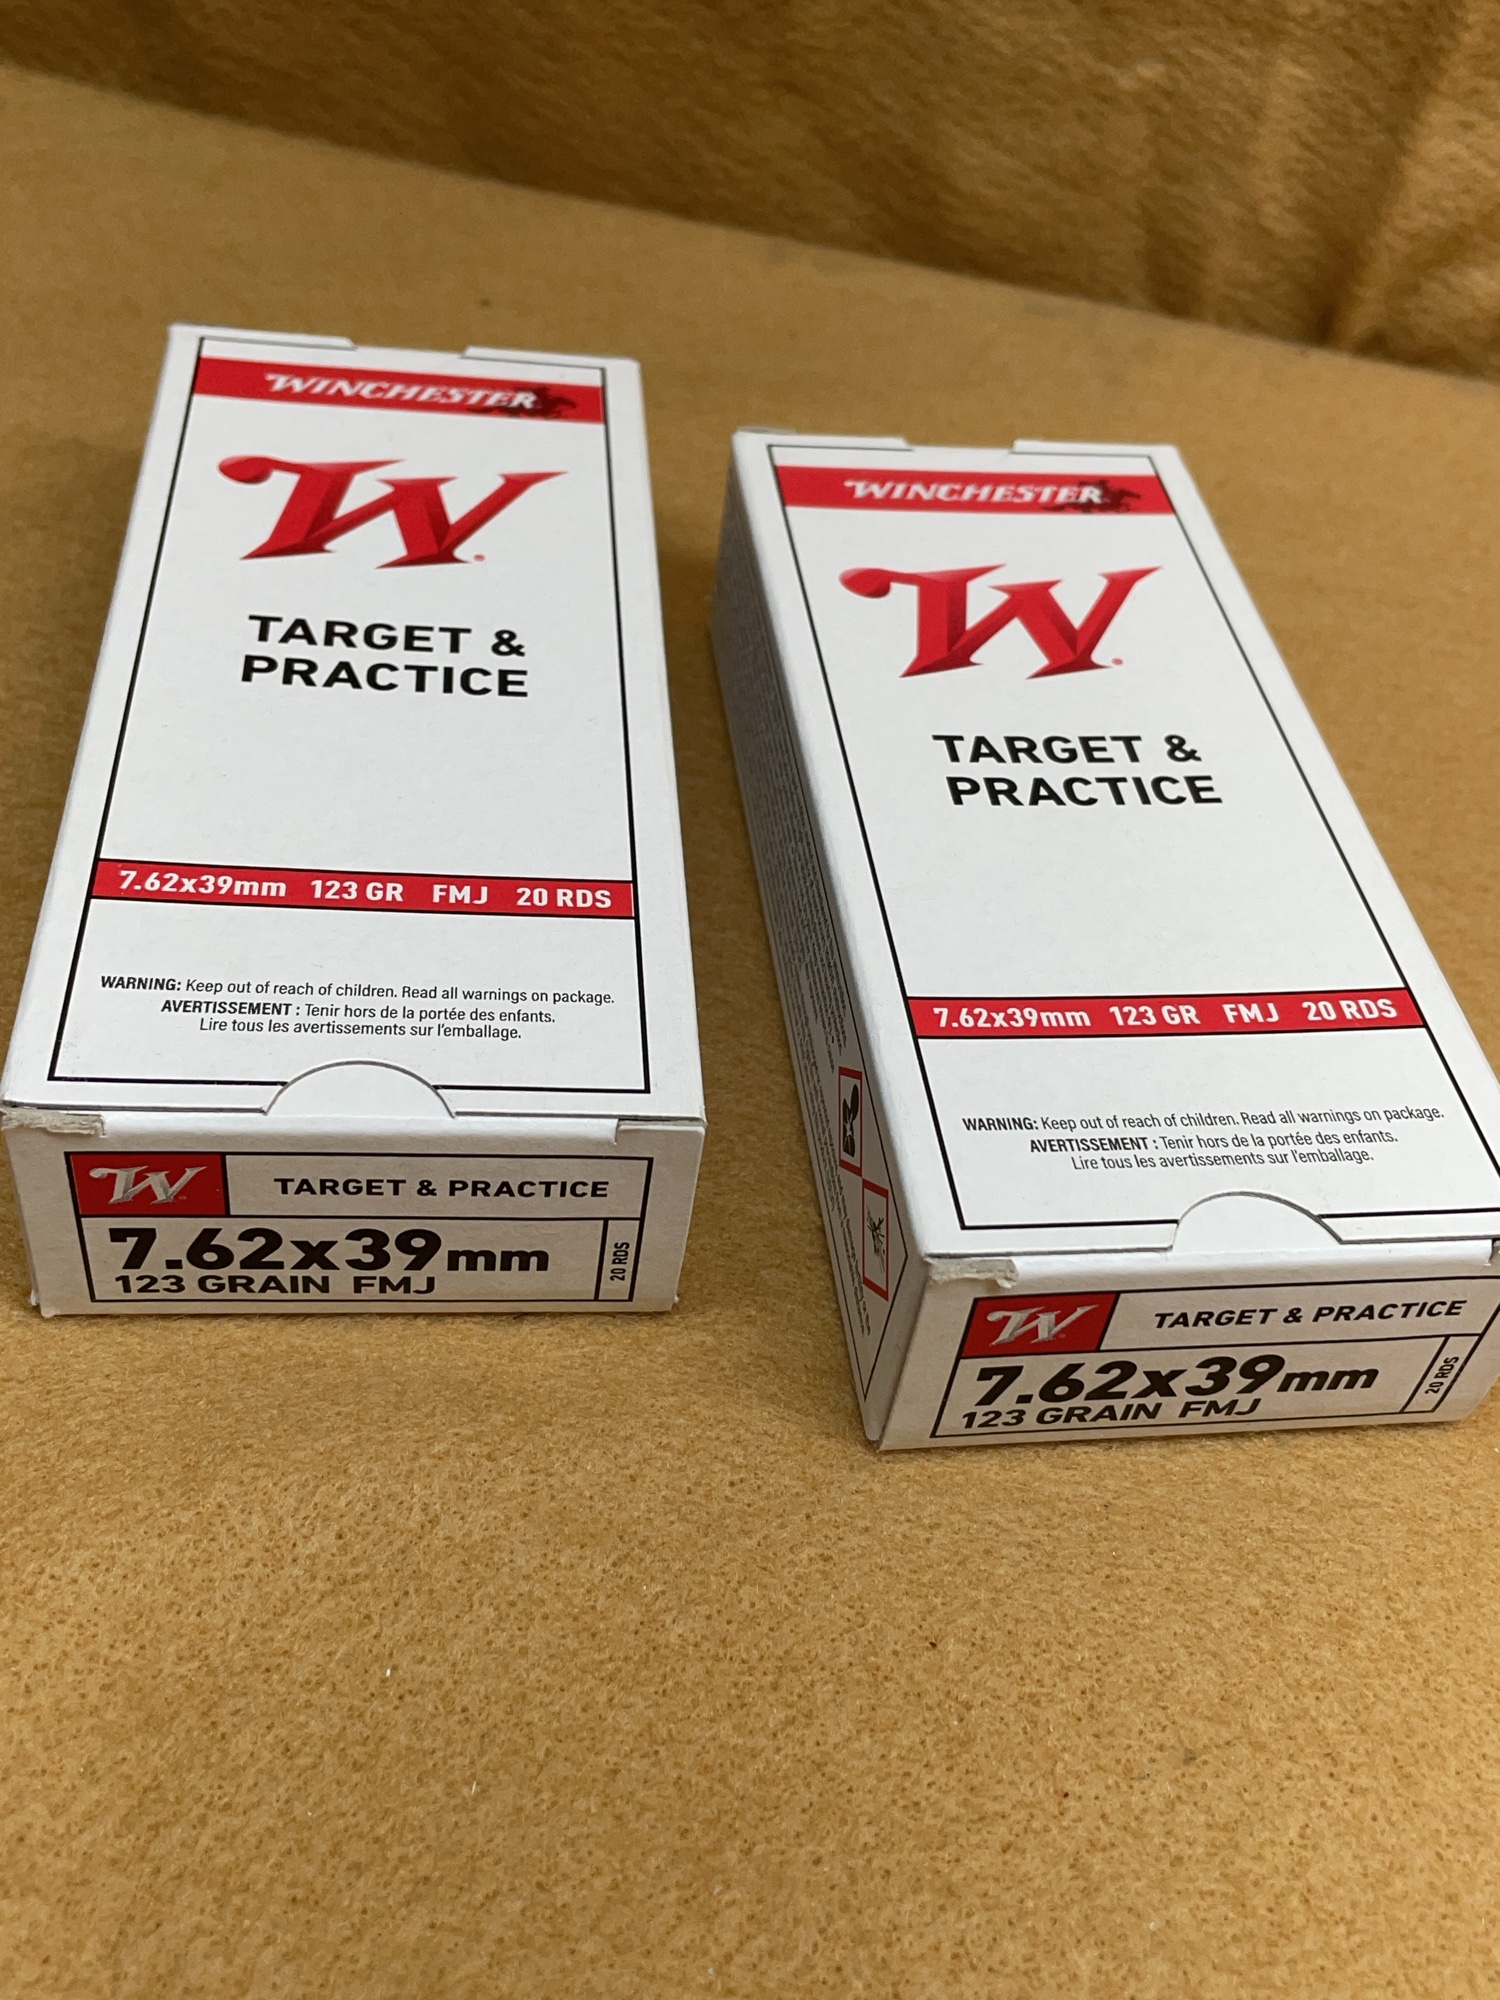 WINCHESTER
W
TARGET &
PRACTICE
7.62x39mm 123 GR FMJ 20 RDS
WARNING: Keep out of reach of children. Read all warnings on package.
AVERTISSEMENT : Tenir hors de la portée des enfants.
Lire tous les avertissements sur l'emballage.
W TARGET & PRACTICE
7.62x39mm
123 GRAIN FMJ
20 RDS
WINCHESTER
W
TARGET &
PRACTICE
7.62x39mm 123 GR FMJ 20 RDS
WARNING: Keep out of reach of children. Read all warnings on package.
AVERTISSEMENT : Tenir hors de la portée des enfants.
Lire tous les avertissements sur l'emballage.
W TARGET & PRACTICE
7.62x39mm
123 GRAIN FMJ
20 RDS